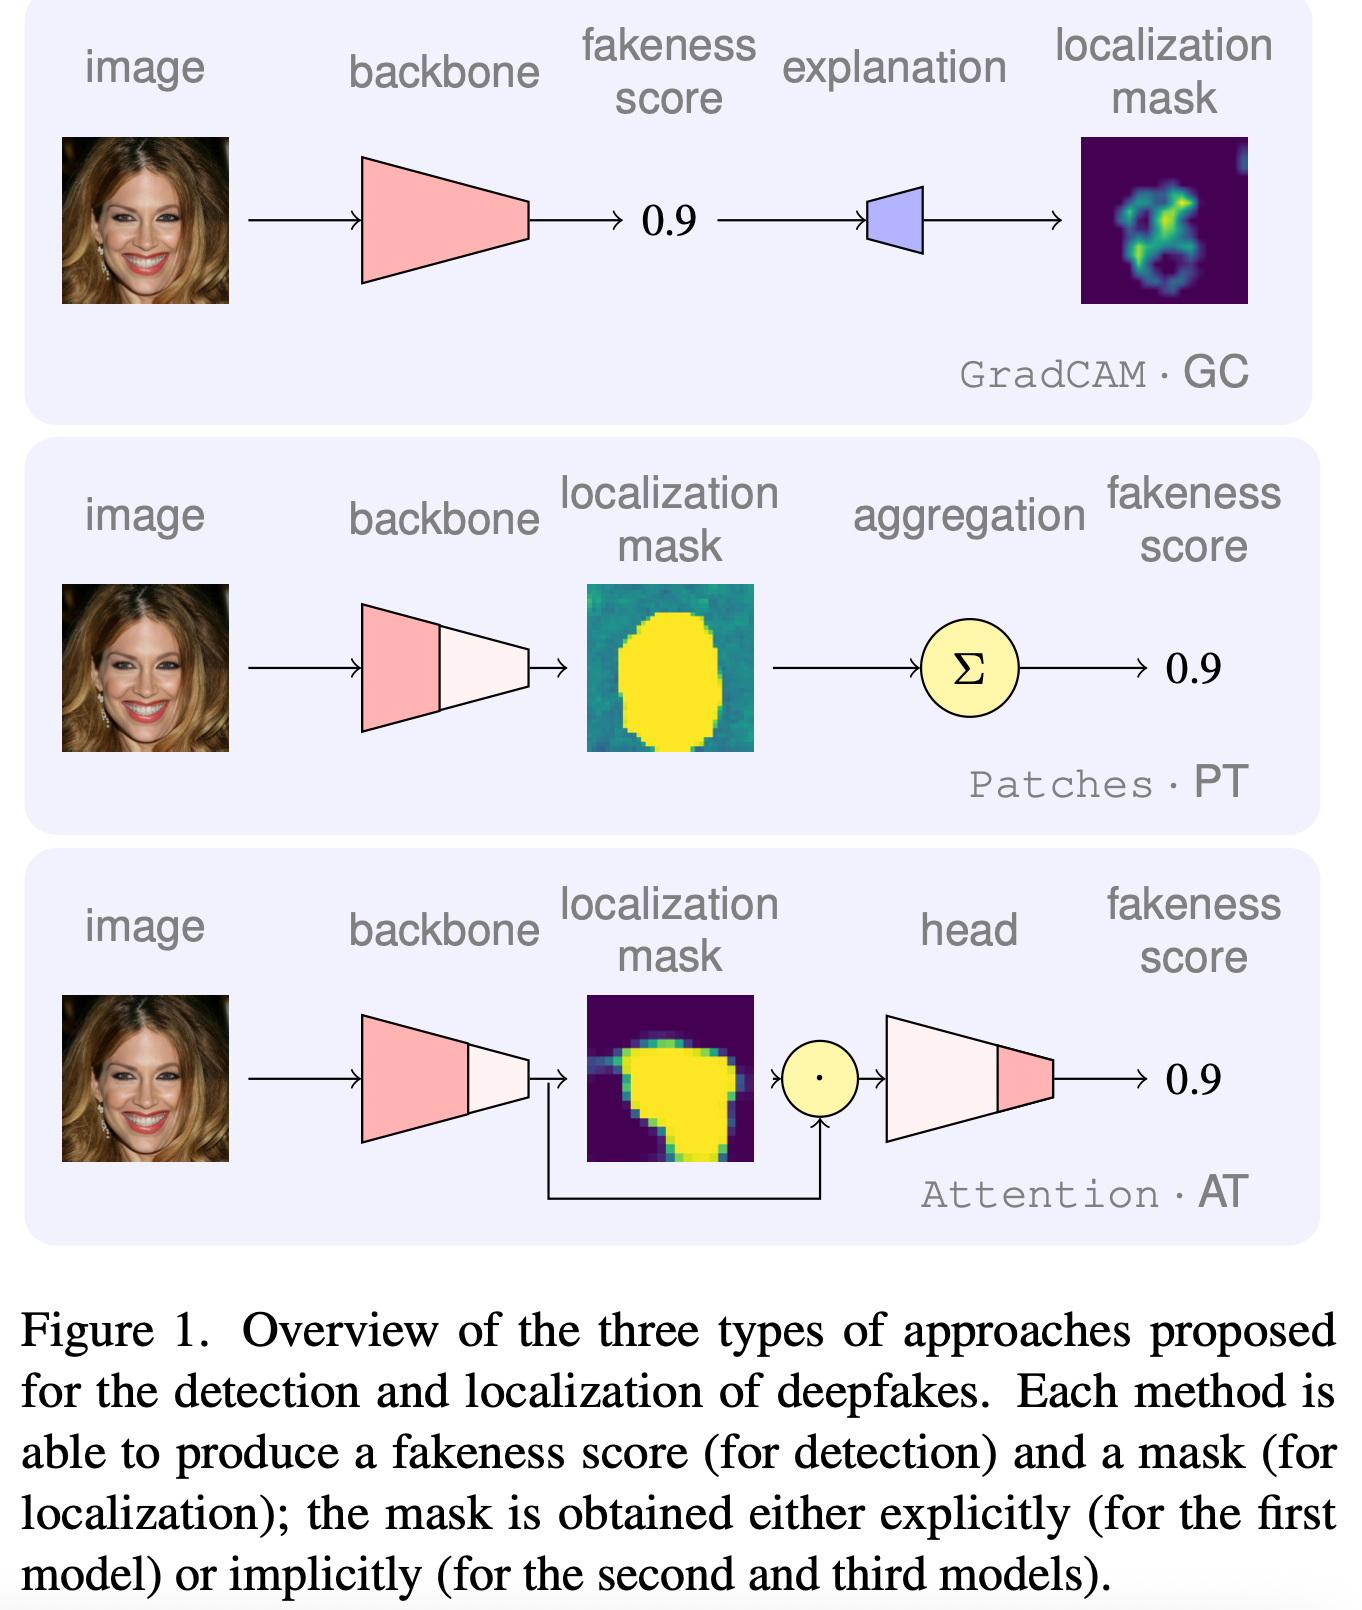 image backbone fakeness score explanation localization mask
0.9
GradCAM · GC
image backbone localization mask aggregation fakeness score
Σ 0.9
Patches · PT
image backbone localization mask head fakeness score
· 0.9
Attention · AT
Figure 1. Overview of the three types of approaches proposed
for the detection and localization of deepfakes. Each method is
able to produce a fakeness score (for detection) and a mask (for
localization); the mask is obtained either explicitly (for the first
model) or implicitly (for the second and third models).